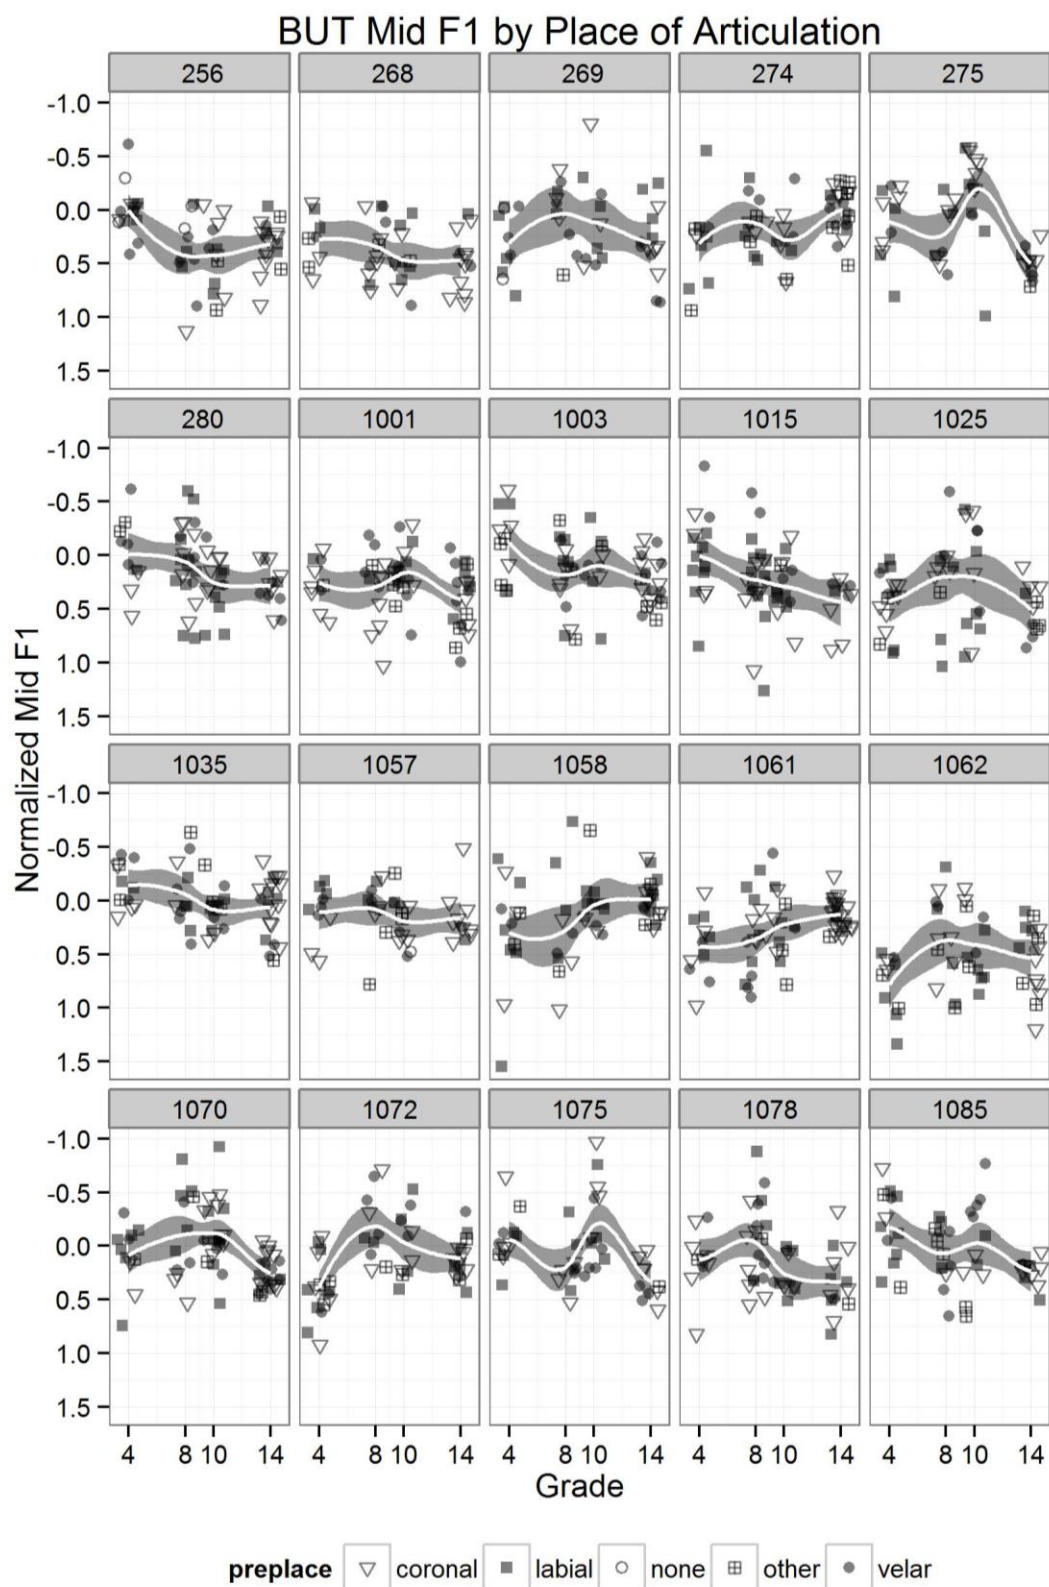 BUT Mid F1 by Place of Articulation
256 268 269 274 275
-1.0
-0.5
0.0
0.5
1.0
1.5
280 1001 1003 1015 1025
-1.0
-0.5
0.0
0.5
1.0
1.5
Normalized Mid F1
1035 1057 1058 1061 1062
-1.0
-0.5
0.0
0.5
1.0
1.5
1070 1072 1075 1078 1085
-1.0
-0.5
0.0
0.5
1.0
1.5
4 8 10 14 4 8 10 14 4 8 10 14 4 8 10 14 4 8 10 14
Grade
preplace coronal labial none other velar